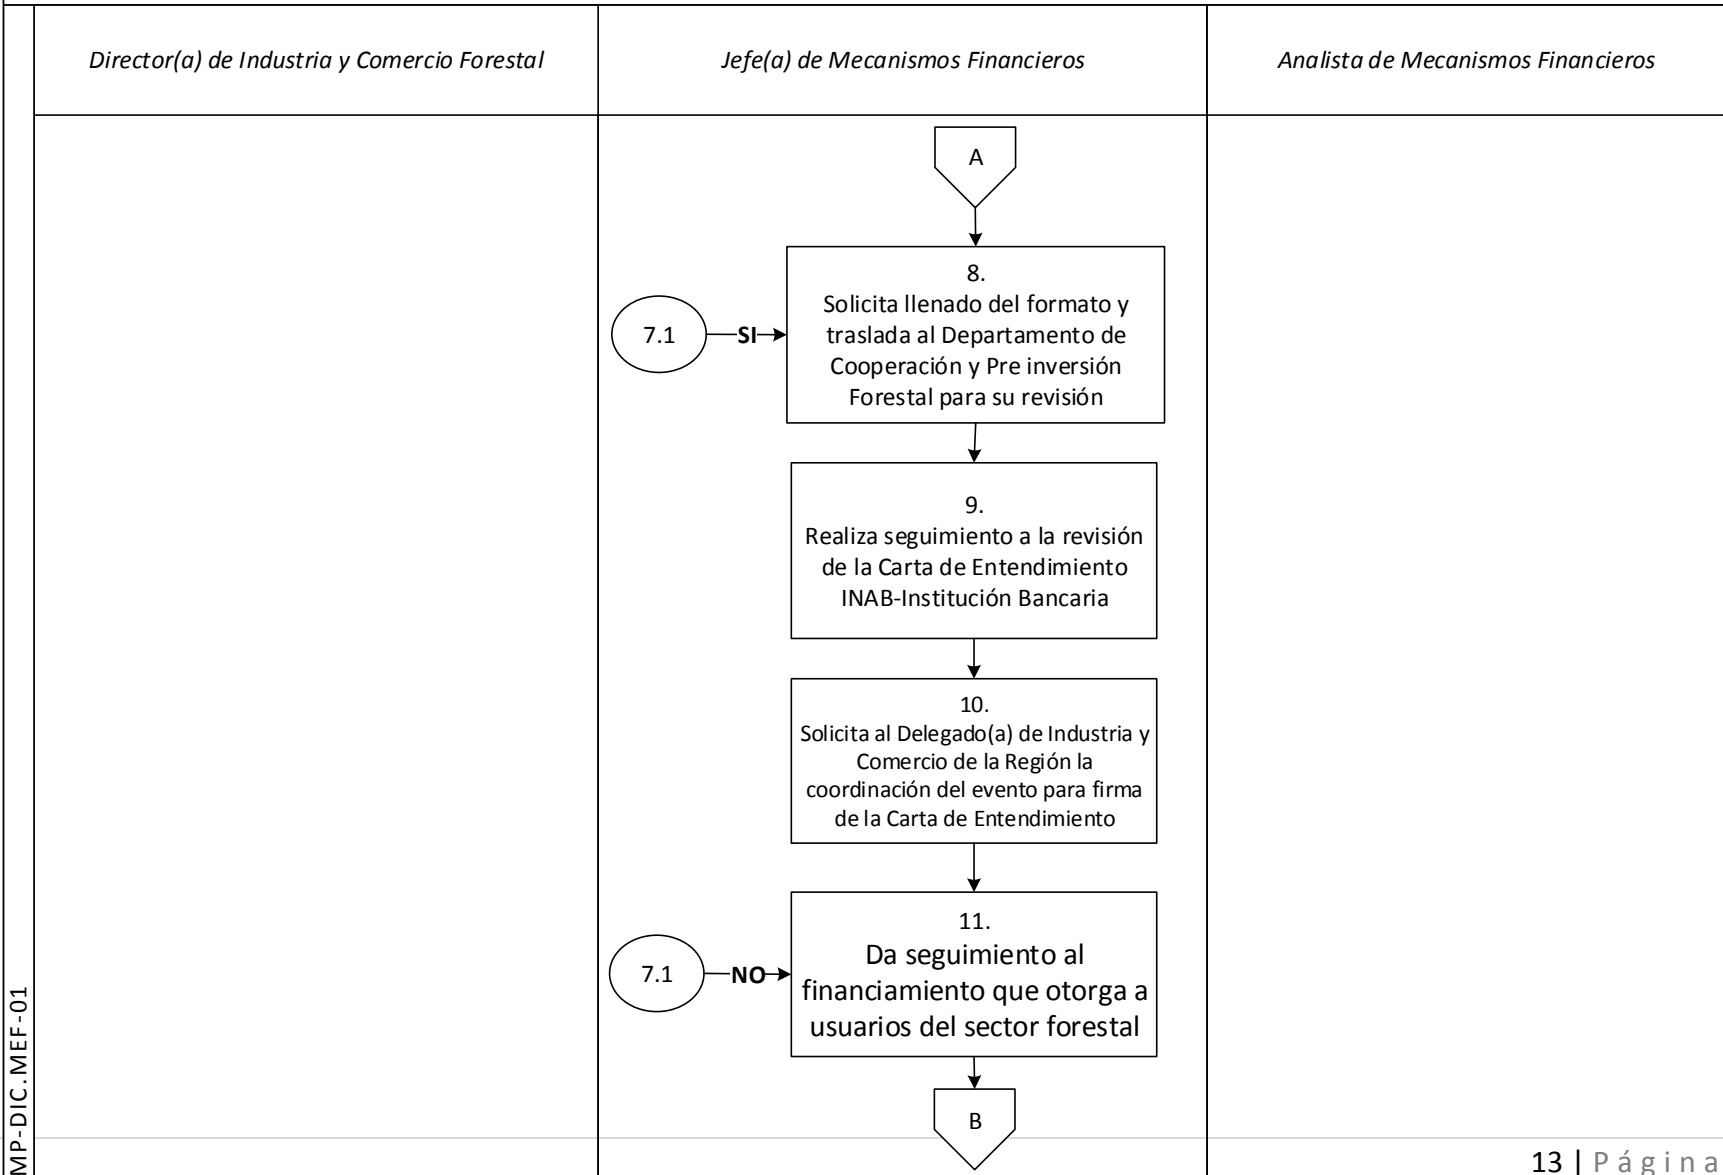 Director(a) de Industria y Comercio Forestal
Jefe(a) de Mecanismos Financieros
Analista de Mecanismos Financieros
A
7.1
SI
8.
Solicita llenado del formato y
traslada al Departamento de
Cooperación y Pre inversión
Forestal para su revisión
9.
Realiza seguimiento a la revisión
de la Carta de Entendimiento
INAB-Institución Bancaria
10.
Solicita al Delegado(a) de Industria y
Comercio de la Región la
coordinación del evento para firma
de la Carta de Entendimiento
7.1
NO
11.
Da seguimiento al
financiamiento que otorga a
usuarios del sector forestal
B
MP-DIC.MEF-01
13 | Página